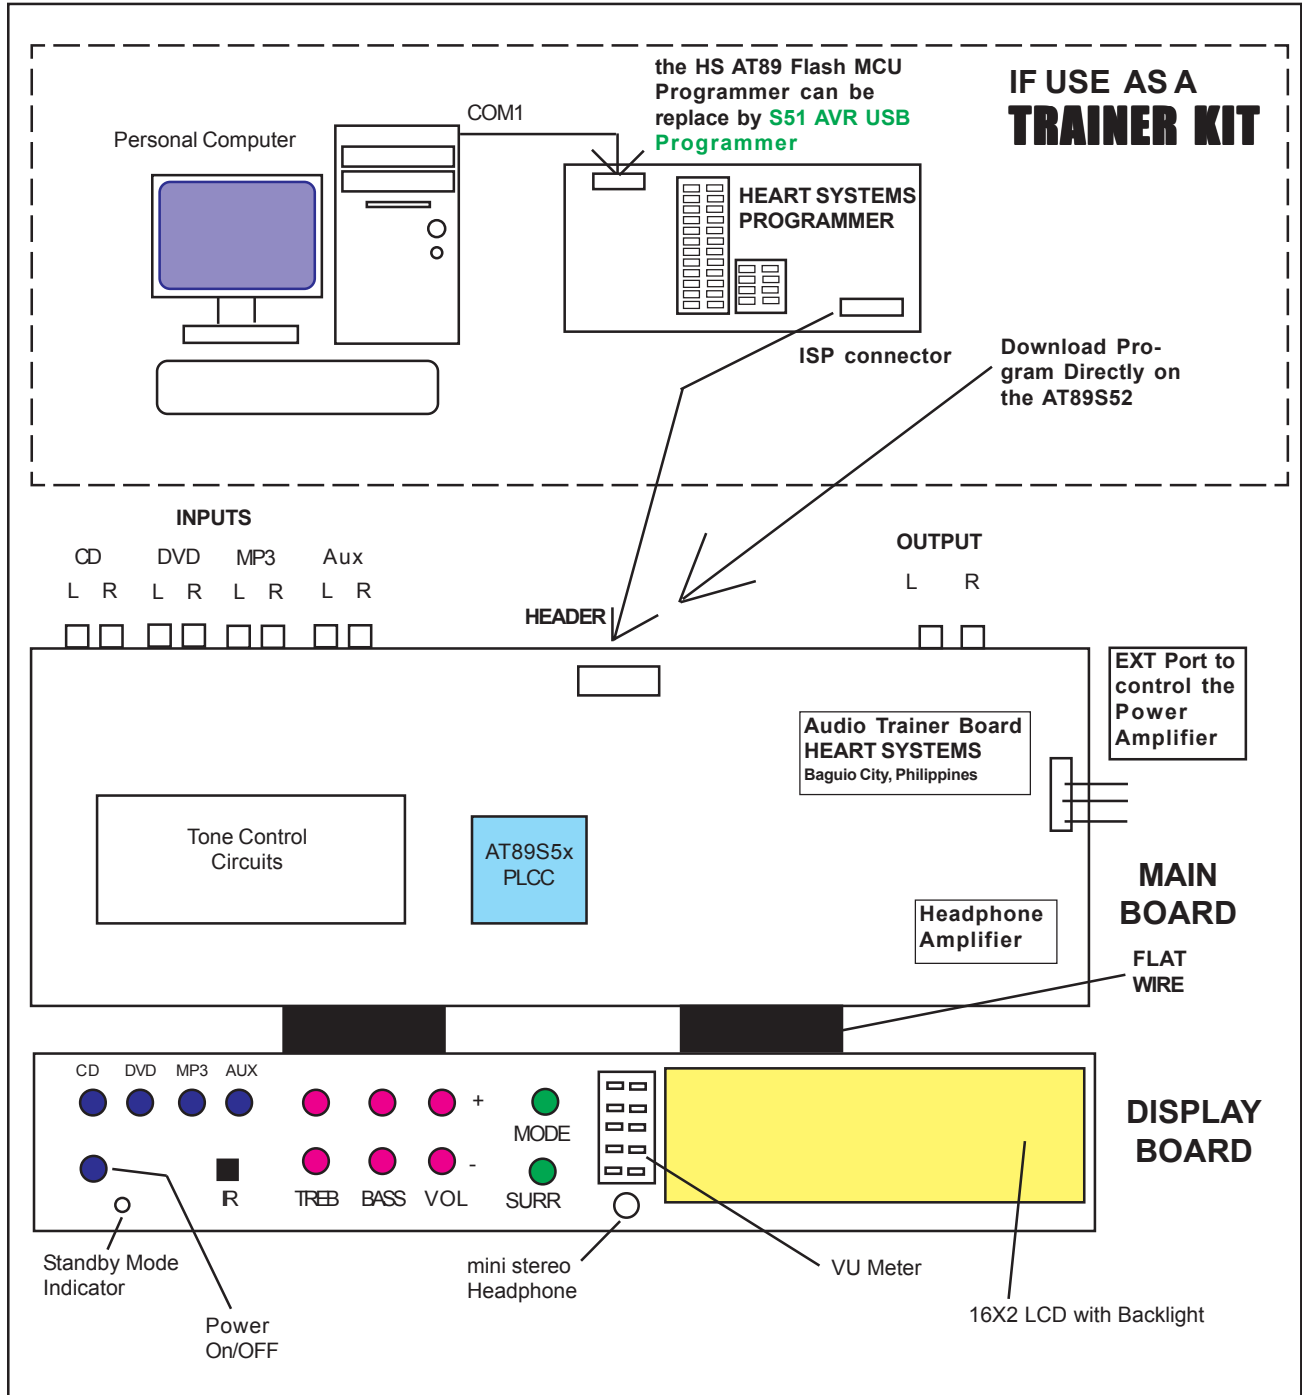 the HS AT89 Flash MCU
Programmer can be
replace by S51 AVR USB
Programmer
IF USE AS A
TRAINER KIT
COM1
Personal Computer
HEART SYSTEMS
PROGRAMMER
ISP connector
Download Pro-
gram Directly on
the AT89S52
INPUTS
CD DVD MP3 Aux
L R L R L R L R
OUTPUT
L R
HEADER
EXT Port to
control the
Power
Amplifier
Audio Trainer Board
HEART SYSTEMS
Baguio City, Philippines
Tone Control
Circuits
AT89S5x
PLCC
MAIN
BOARD
Headphone
Amplifier
FLAT
WIRE
CD DVD MP3 AUX
+
MODE
-
IR TREB BASS VOL SURR
DISPLAY
BOARD
Standby Mode
Indicator
mini stereo
Headphone
VU Meter
16X2 LCD with Backlight
Power
On/OFF